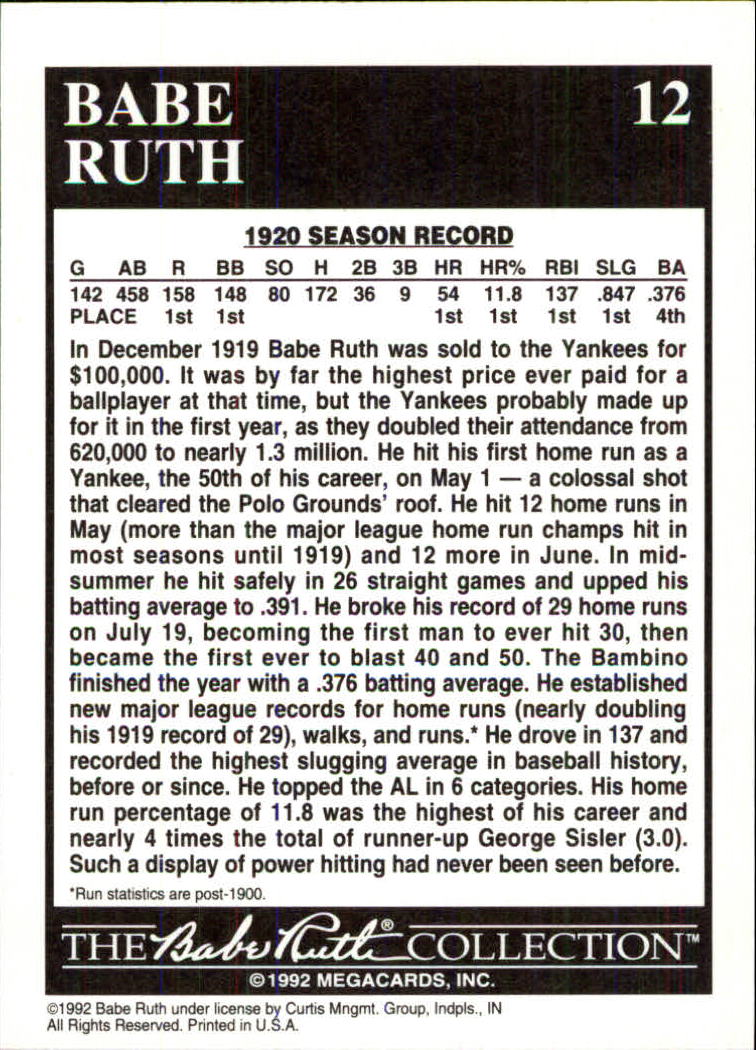 BABE 12
RUTH
1920 SEASON RECORD
G AB R BB SO H 2B 3B HR HR% RBI SLG BA
142 458 158 148 80 172 36 9 54 11.8 137 .847 .376
PLACE 1st 1st 1st 1st 1st 1st 4th
In December 1919 Babe Ruth was sold to the Yankees for
$100,000. It was by far the highest price ever paid for a
ballplayer at that time, but the Yankees probably made up
for it in the first year, as they doubled their attendance from
620,000 to nearly 1.3 million. He hit his first home run as a
Yankee, the 50th of his career, on May 1 — a colossal shot
that cleared the Polo Grounds' roof. He hit 12 home runs in
May (more than the major league home run champs hit in
most seasons until 1919) and 12 more in June. In mid-
summer he hit safely in 26 straight games and upped his
batting average to .391. He broke his record of 29 home runs
on July 19, becoming the first man to ever hit 30, then
became the first ever to blast 40 and 50. The Bambino
finished the year with a .376 batting average. He established
new major league records for home runs (nearly doubling
his 1919 record of 29), walks, and runs.* He drove in 137 and
recorded the highest slugging average in baseball history,
before or since. He topped the AL in 6 categories. His home
run percentage of 11.8 was the highest of his career and
nearly 4 times the total of runner-up George Sisler (3.0).
Such a display of power hitting had never been seen before.
*Run statistics are post-1900.
THE Babe Ruth® COLLECTION™
©1992 MEGACARDS, INC.
©1992 Babe Ruth under license by Curtis Mngmt. Group, Indpls., IN
All Rights Reserved. Printed in U.S.A.